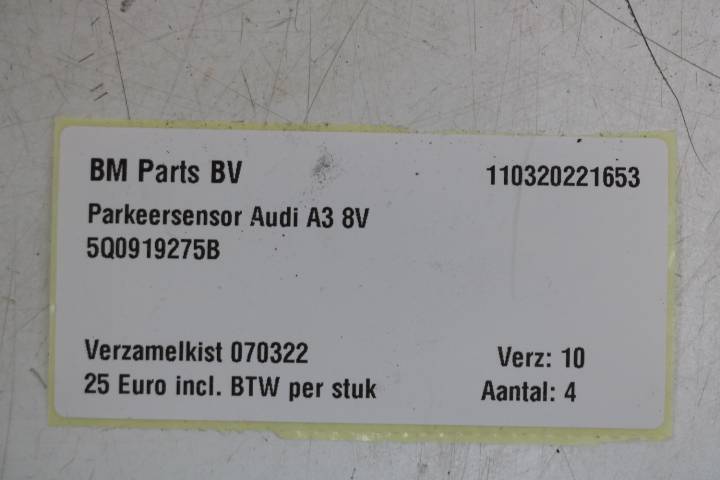 BM Parts BV 110320221653
Parkeersensor Audi A3 8V
5Q0919275B
Verzamelkist 070322 Verz: 10
25 Euro incl. BTW per stuk Aantal: 4